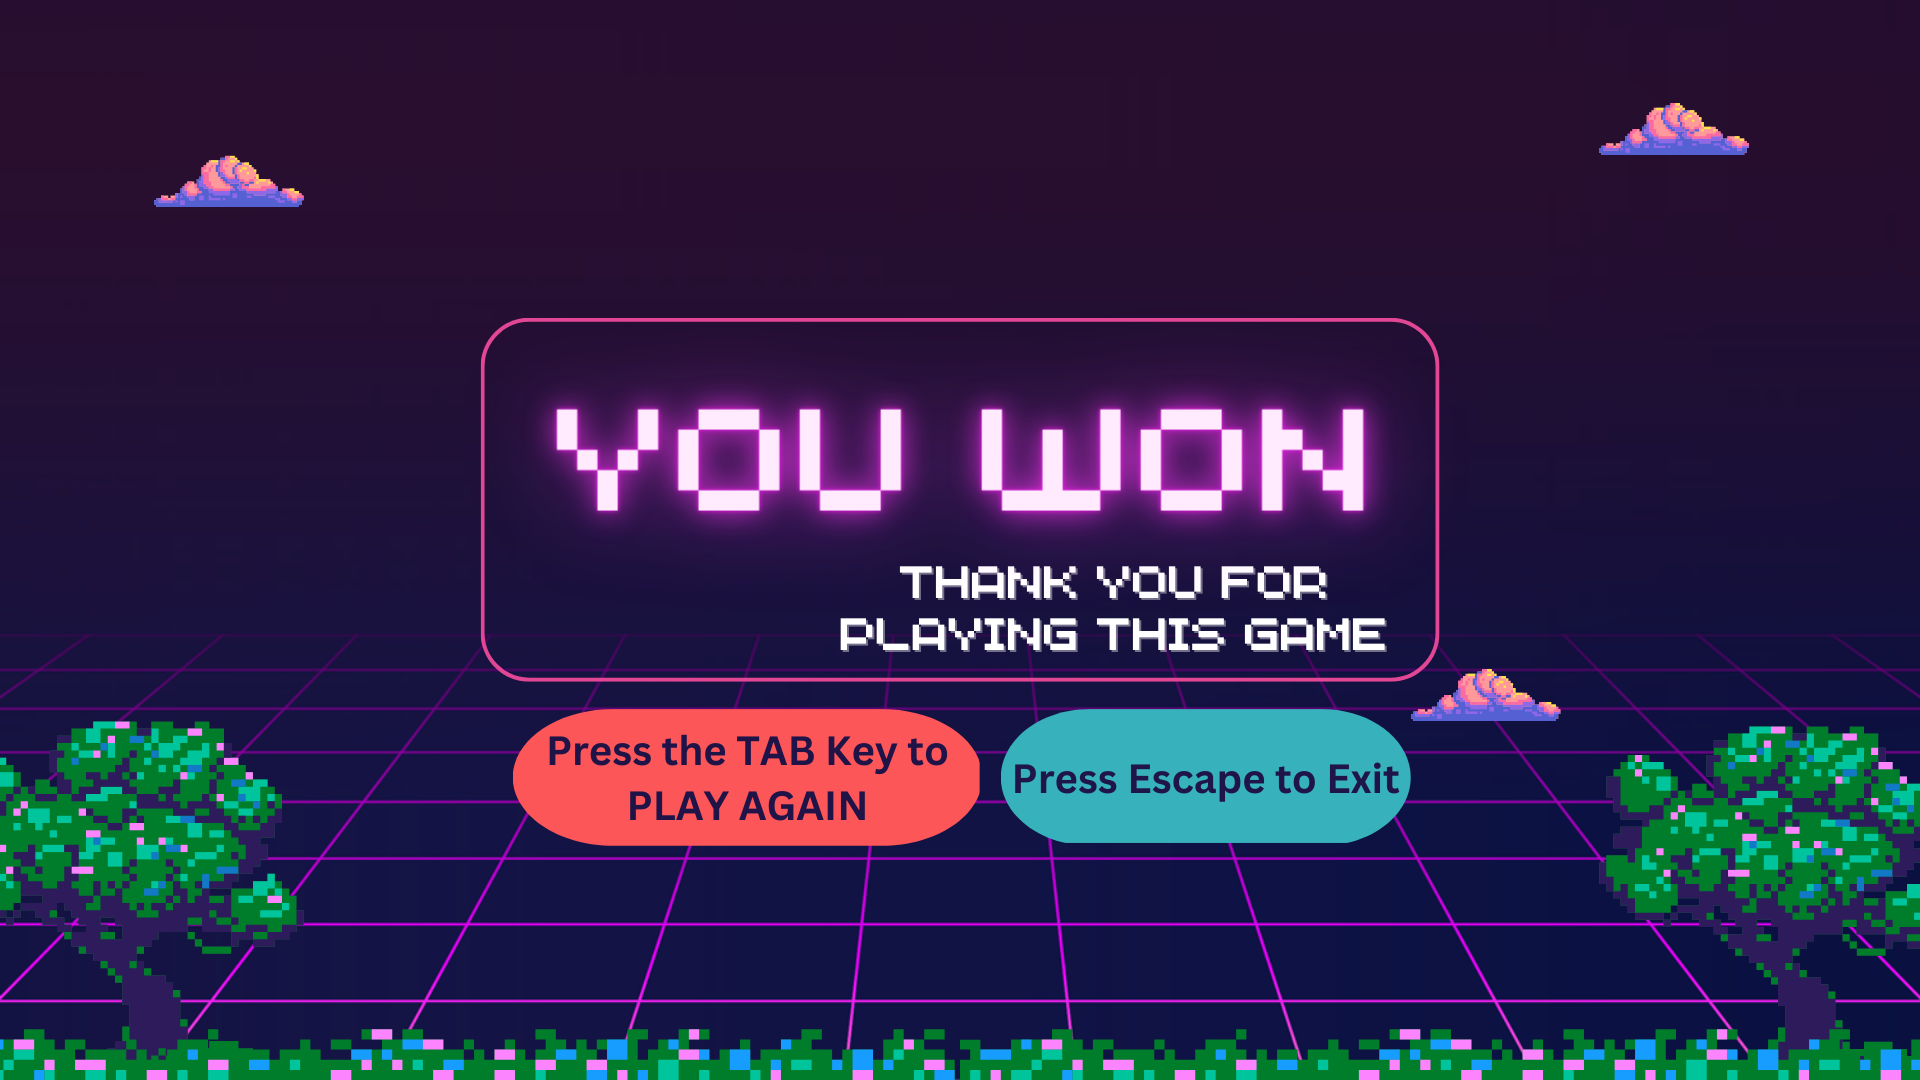 YOU WON
THANK YOU FOR
PLAYING THIS GAME
Press the TAB Key to
PLAY AGAIN
Press Escape to Exit